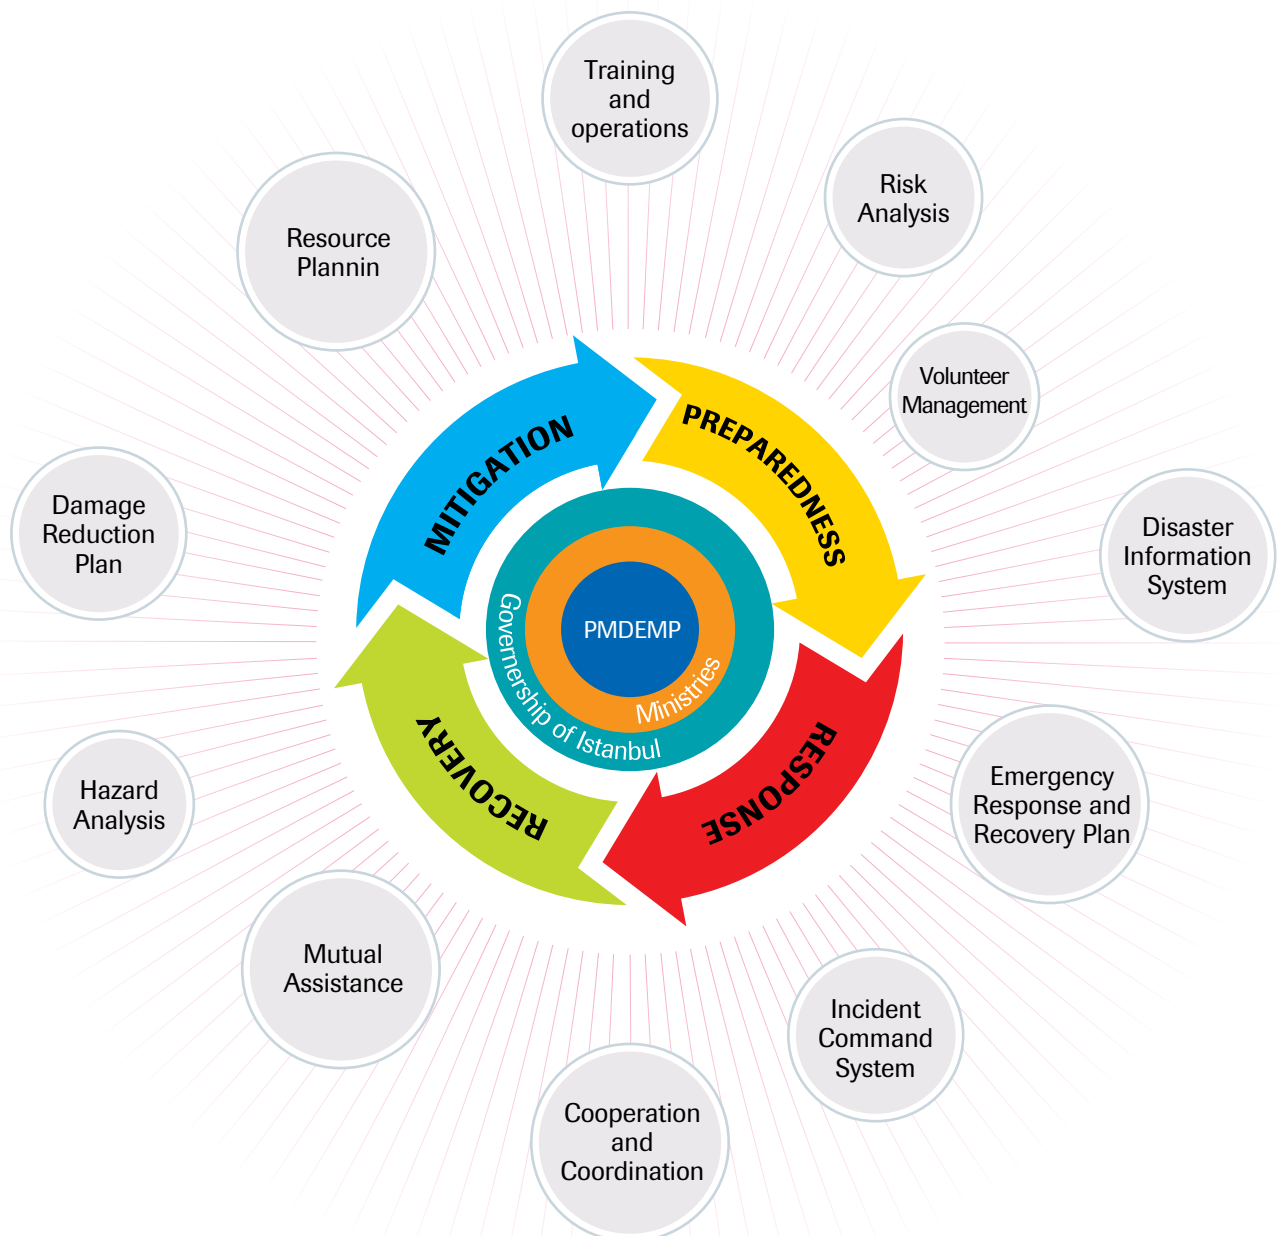 Training
and
operations
Risk
Analysis
Resource
Plannin
Volunteer
Management
MITIGATION
PREPAREDNESS
Damage
Reduction
Plan
Disaster
Information
System
PMDEMP
Ministries
Governership of Istanbul
RECOVERY
RESPONSE
Hazard
Analysis
Emergency
Response and
Recovery Plan
Mutual
Assistance
Incident
Command
System
Cooperation
and
Coordination